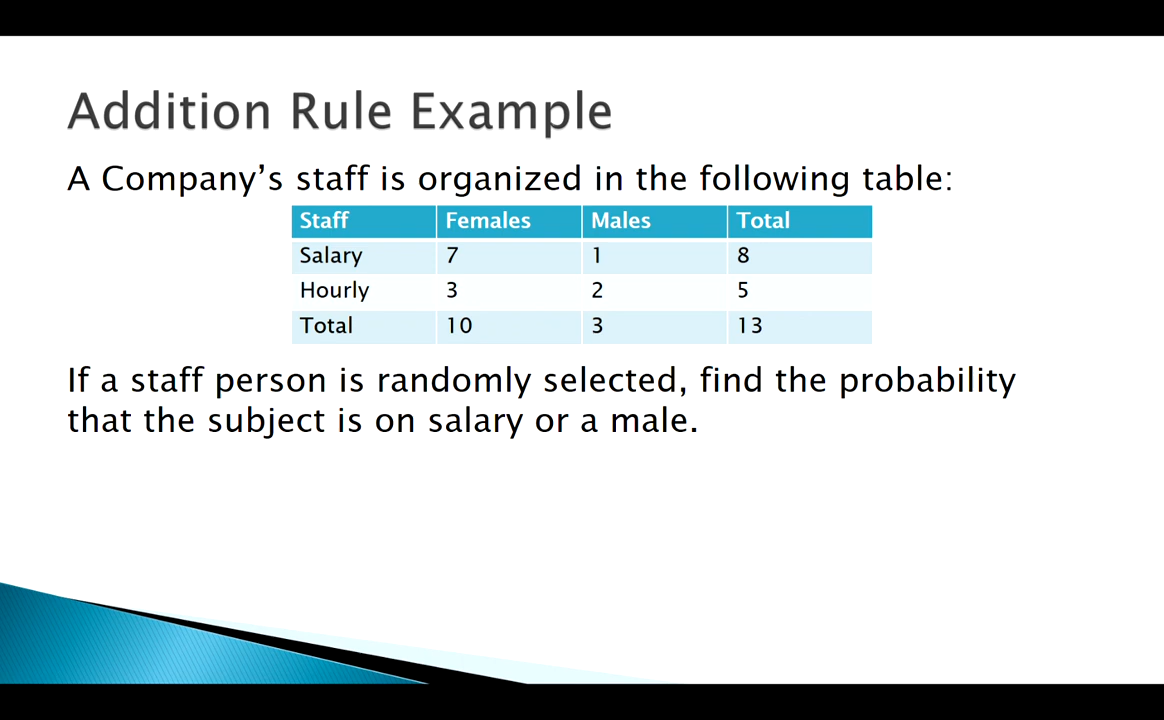 Addition Rule Example
A Company’s staff is organized in the following table:
Staff Females Males Total
Salary 7 1 8
Hourly 3 2 5
Total 10 3 13
If a staff person is randomly selected, find the probability
that the subject is on salary or a male.